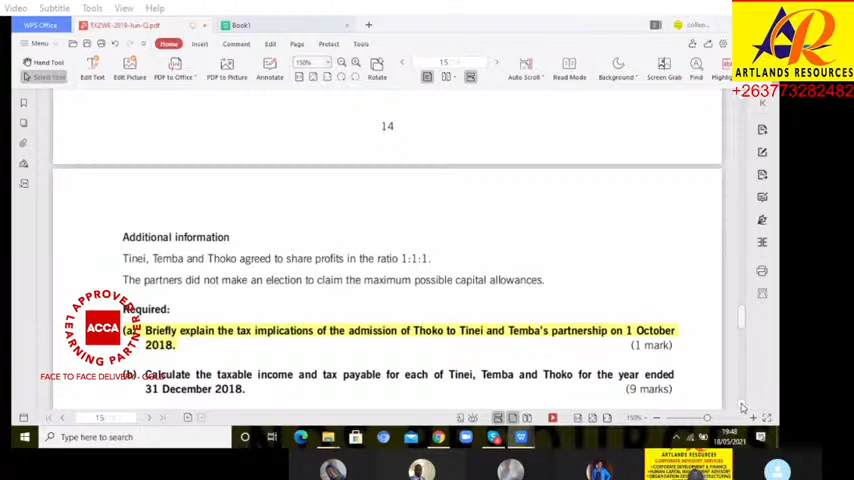 Video Subtitle Tools View Help
WPS Office TXZWE-2019-Jun-Q.pdf Book1
Menu Home Insert Comment Edit Page Protect Tools
Hand Tool Select Tool Edit Text Edit Picture PDF to Office PDF to Picture Annotate 150% Rotate 15 Auto Scroll Read Mode Background Screen Grab Find
ARTLANDS RESOURCES
+263773282482
14
Additional information
Tinei, Temba and Thoko agreed to share profits in the ratio 1:1:1.
The partners did not make an election to claim the maximum possible capital allowances.
Required:
(a) Briefly explain the tax implications of the admission of Thoko to Tinei and Temba's partnership on 1 October
2018. (1 mark)
(b) Calculate the taxable income and tax payable for each of Tinei, Temba and Thoko for the year ended
31 December 2018. (9 marks)
APPROVED
ACCA
LEARNING PARTNER
FACE TO FACE DELIVERY - GOLD
15 150%
Type here to search
19:48
18/05/2021
ARTLANDS RESOURCES
CORPORATE ADVISORY SERVICES